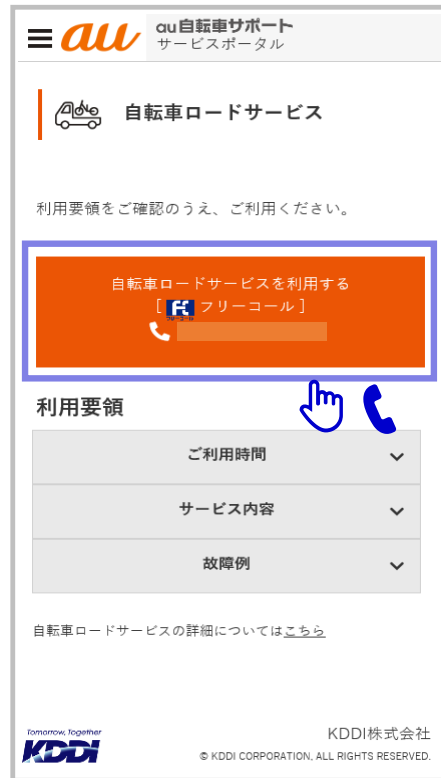 au
au自転車サポート
サービスポータル
自転車ロードサービス
利用要領をご確認のうえ、ご利用ください。
自転車ロードサービスを利用する
[ フリーコール ]
利用要領
ご利用時間
サービス内容
故障例
自転車ロードサービスの詳細についてはこちら
Tomorrow, Together
KDDI
KDDI株式会社
© KDDI CORPORATION, ALL RIGHTS RESERVED.